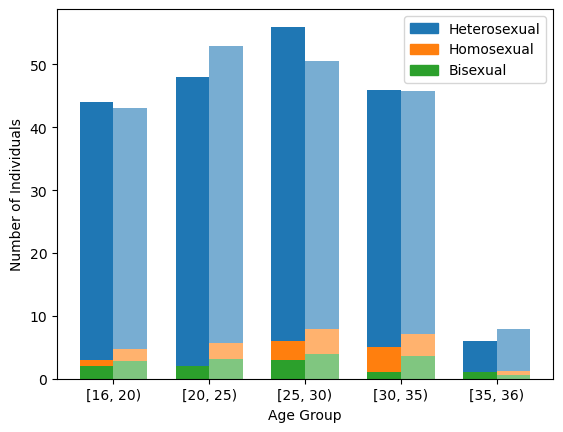 Heterosexual
Homosexual
Bisexual
50
40
30
20
10
0
Number of Individuals
[16, 20)
[20, 25)
[25, 30)
[30, 35)
[35, 36)
Age Group